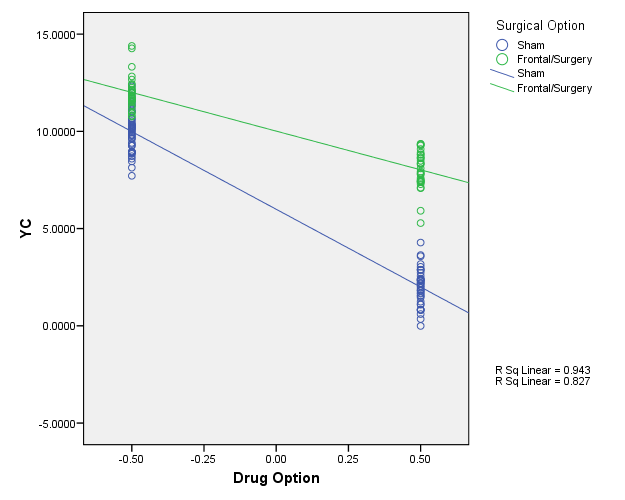 Surgical Option
Sham
Frontal/Surgery
Sham
Frontal/Surgery
15.0000
10.0000
5.0000
0.0000
-5.0000
YC
-0.50 -0.25 0.00 0.25 0.50
Drug Option
R Sq Linear = 0.943
R Sq Linear = 0.827